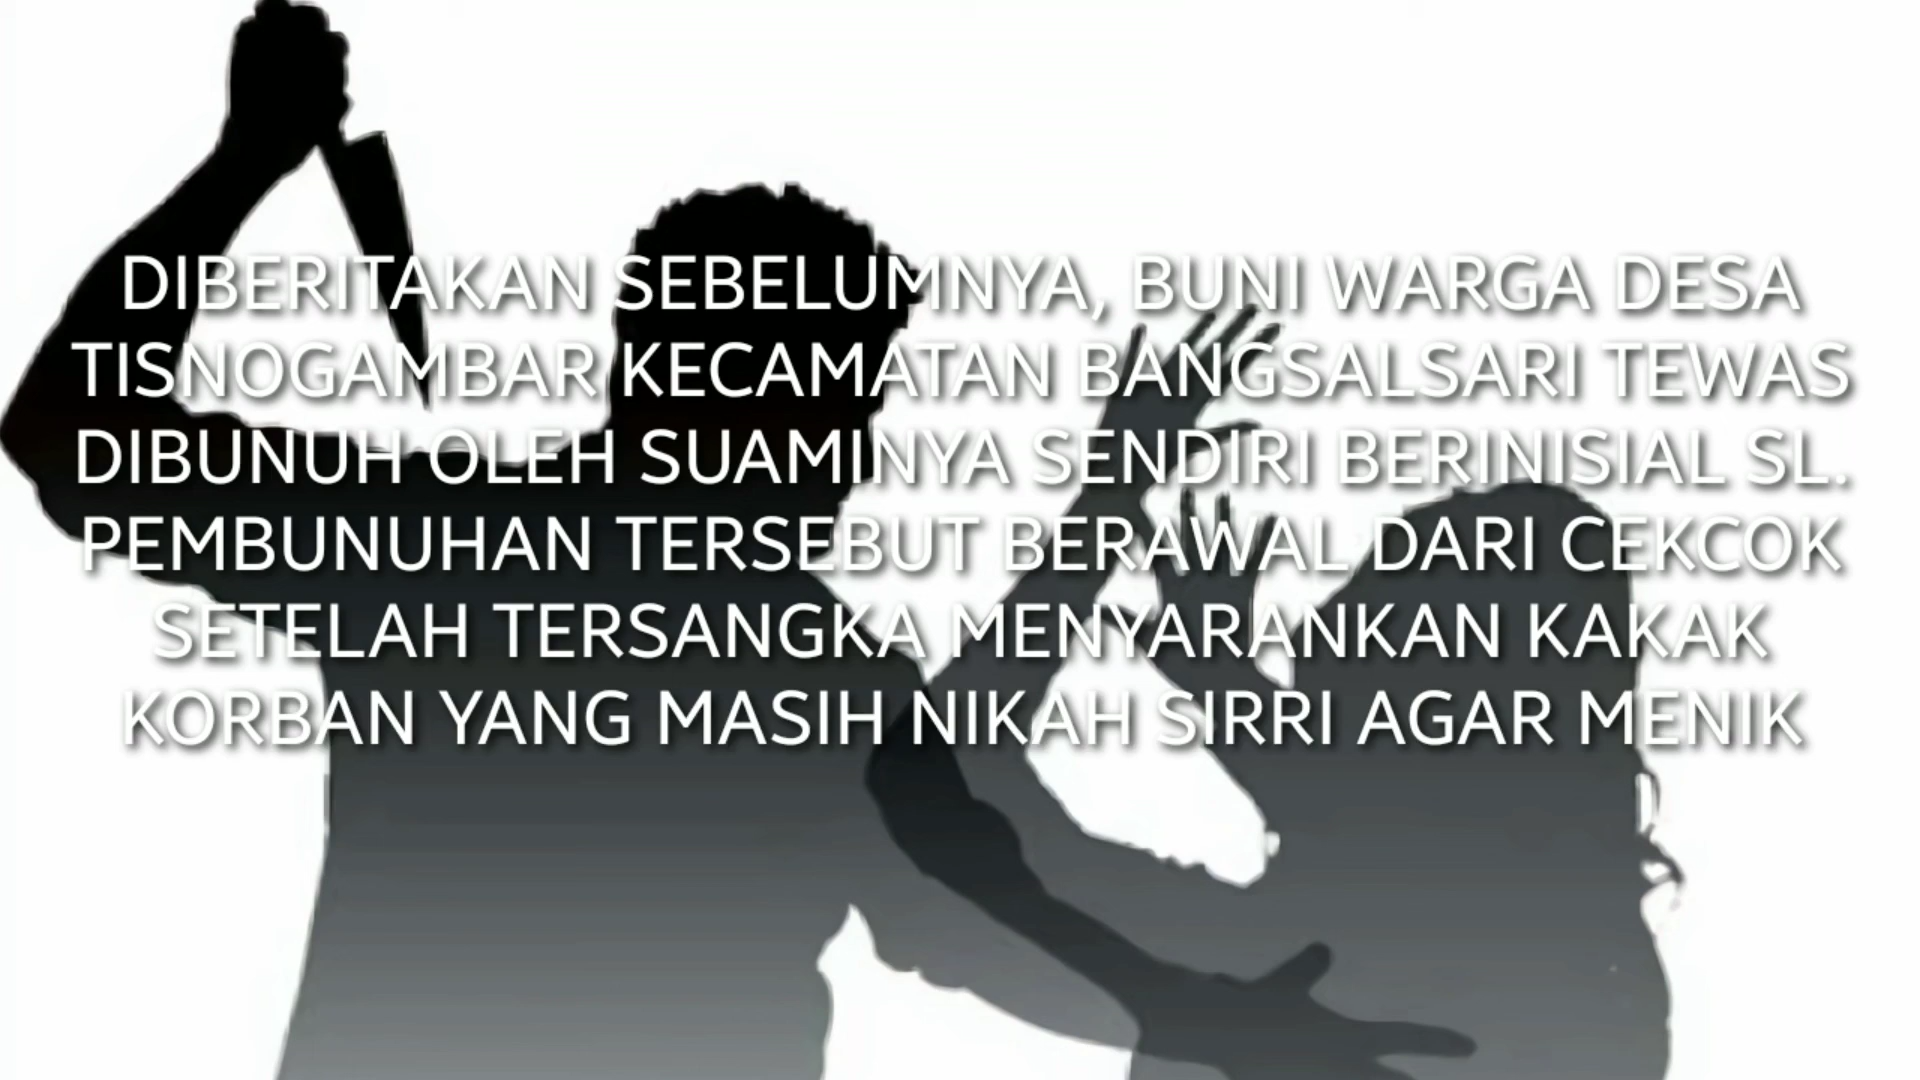 DIBERITAKAN SEBELUMNYA, BUNI WARGA DESA
TISNOGAMBAR KECAMATAN BANGSALSARI TEWAS
DIBUNUH OLEH SUAMINYA SENDIRI BERINISIAL SL.
PEMBUNUHAN TERSEBUT BERAWAL DARI CEKCOK
SETELAH TERSANGKA MENYARANKAN KAKAK
KORBAN YANG MASIH NIKAH SIRRI AGAR MENIK